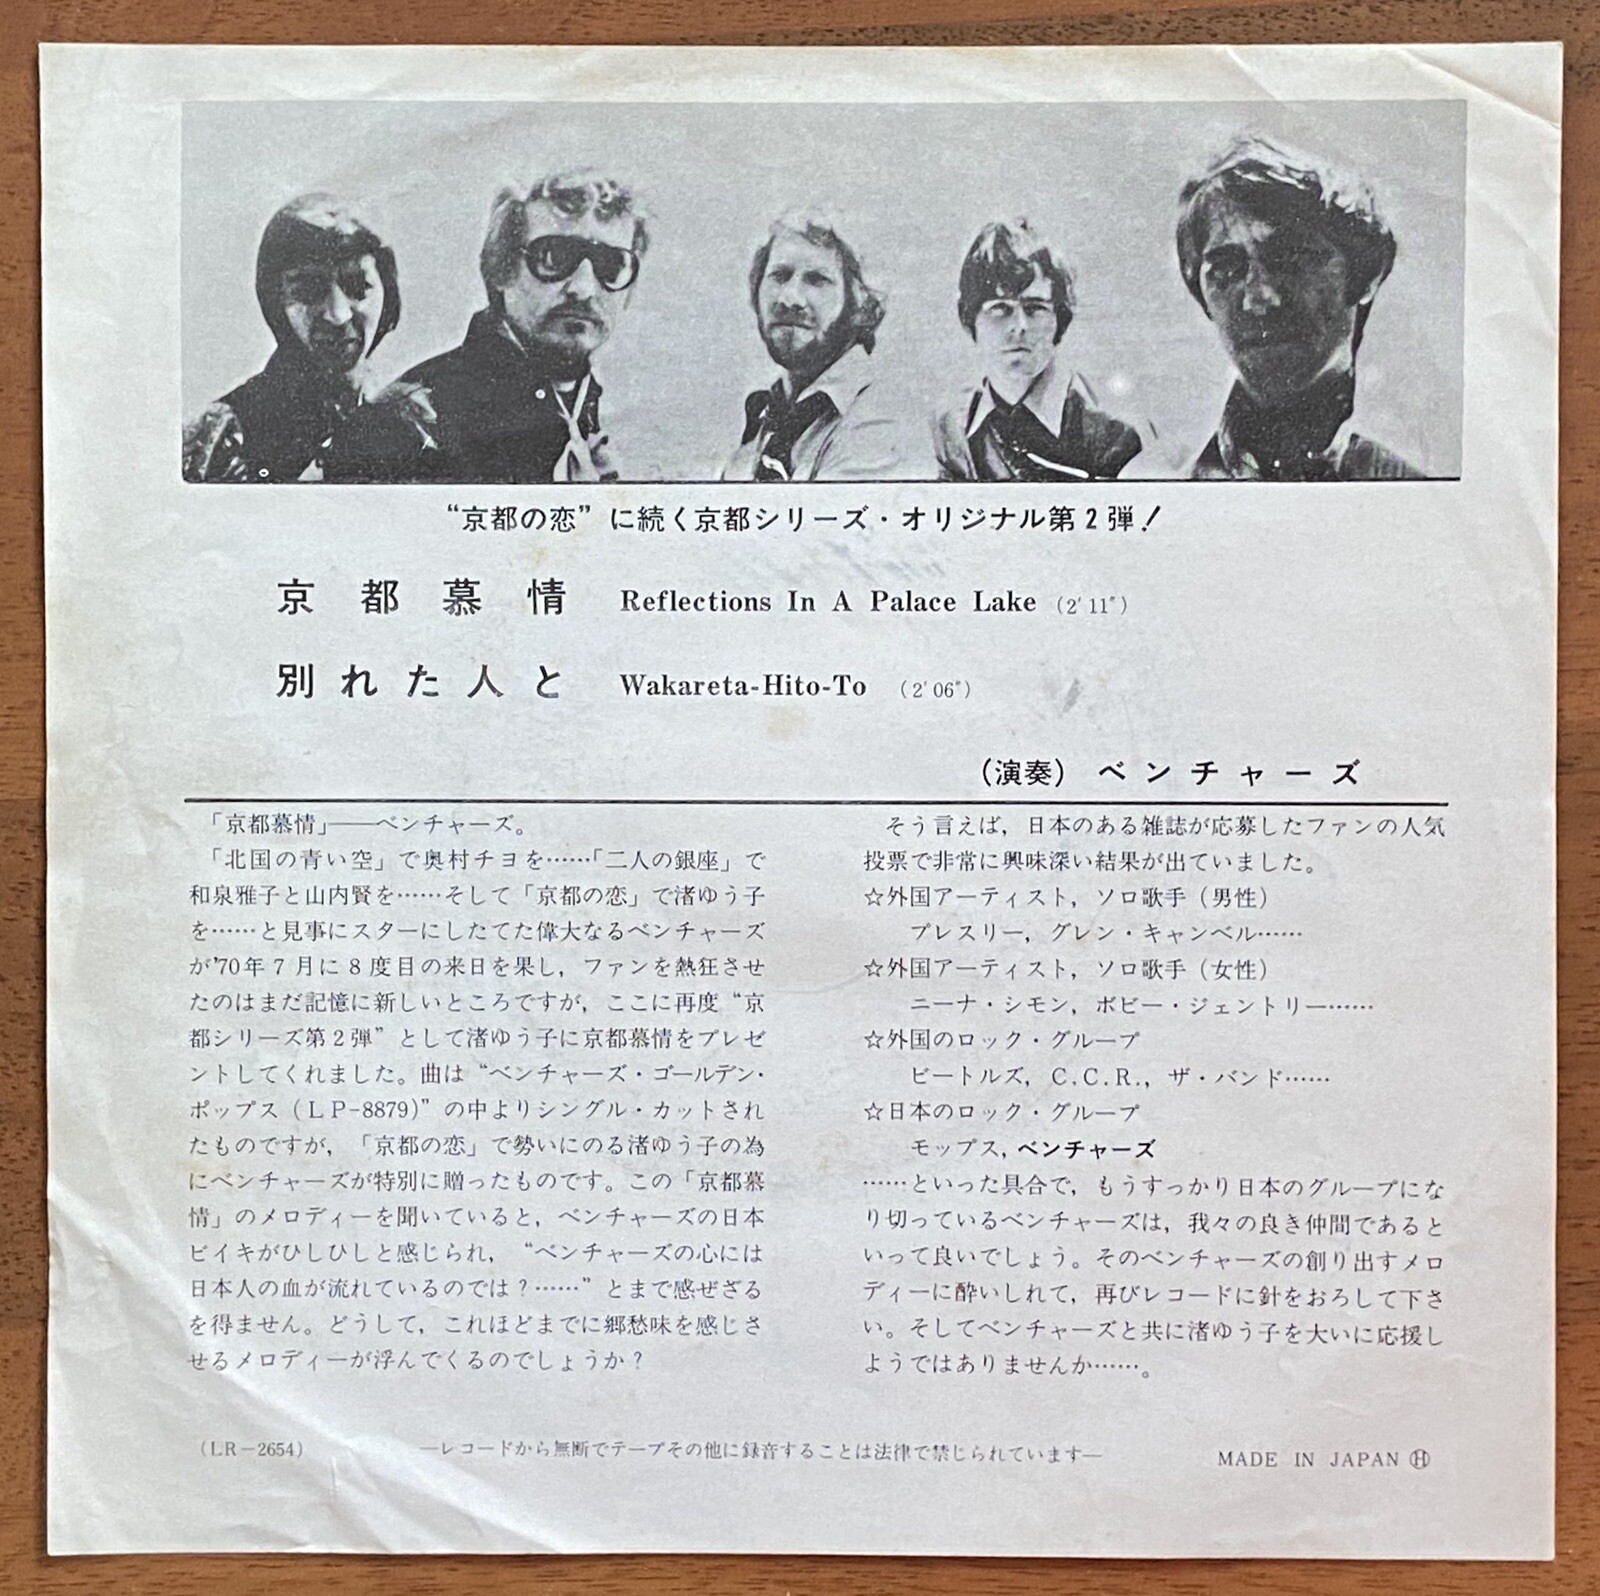 “京都の恋”に続く京都シリーズ・オリジナル第2弾!
京都慕情 Reflections In A Palace Lake (2'11")
別れた人と Wakareta-Hito-To (2'06")
(演奏) ベンチャーズ
「京都慕情」——ベンチャーズ。
「北国の青い空」で奥村チヨを……「二人の銀座」で
和泉雅子と山内賢を……そして「京都の恋」で渚ゆう子
を……と見事にスターにしたてた偉大なるベンチャーズ
が'70年7月に8度目の来日を果し,ファンを熱狂させ
たのはまだ記憶に新しいところですが,ここに再度“京
都シリーズ第2弾”として渚ゆう子に京都慕情をプレゼ
ントしてくれました。曲は“ベンチャーズ・ゴールデン・
ポップス(LP-8879)”の中よりシングル・カットされ
たものですが,「京都の恋」で勢いにのる渚ゆう子の為
にベンチャーズが特別に贈ったものです。この「京都慕
情」のメロディーを聞いていると,ベンチャーズの日本
ビイキがひしひしと感じられ,“ベンチャーズの心には
日本人の血が流れているのでは?……”とまで感ぜざる
を得ません。どうして,これほどまでに郷愁味を感じさ
せるメロディーが浮んでくるのでしょうか?
そう言えば,日本のある雑誌が応募したファンの人気
投票で非常に興味深い結果が出ていました。
☆外国アーティスト,ソロ歌手(男性)
プレスリー,グレン・キャンベル……
☆外国アーティスト,ソロ歌手(女性)
ニーナ・シモン,ボビー・ジェントリー……
☆外国のロック・グループ
ビートルズ,C.C.R.,ザ・バンド……
☆日本のロック・グループ
モップス,ベンチャーズ
……といった具合で,もうすっかり日本のグループにな
り切っているベンチャーズは,我々の良き仲間であると
いって良いでしょう。そのベンチャーズの創り出すメロ
ディーに酔いしれて,再びレコードに針をおろして下さ
い。そしてベンチャーズと共に渚ゆう子を大いに応援し
ようではありませんか……。
(LR-2654) —レコードから無断でテープその他に録音することは法律で禁じられています— MADE IN JAPAN Ⓗ